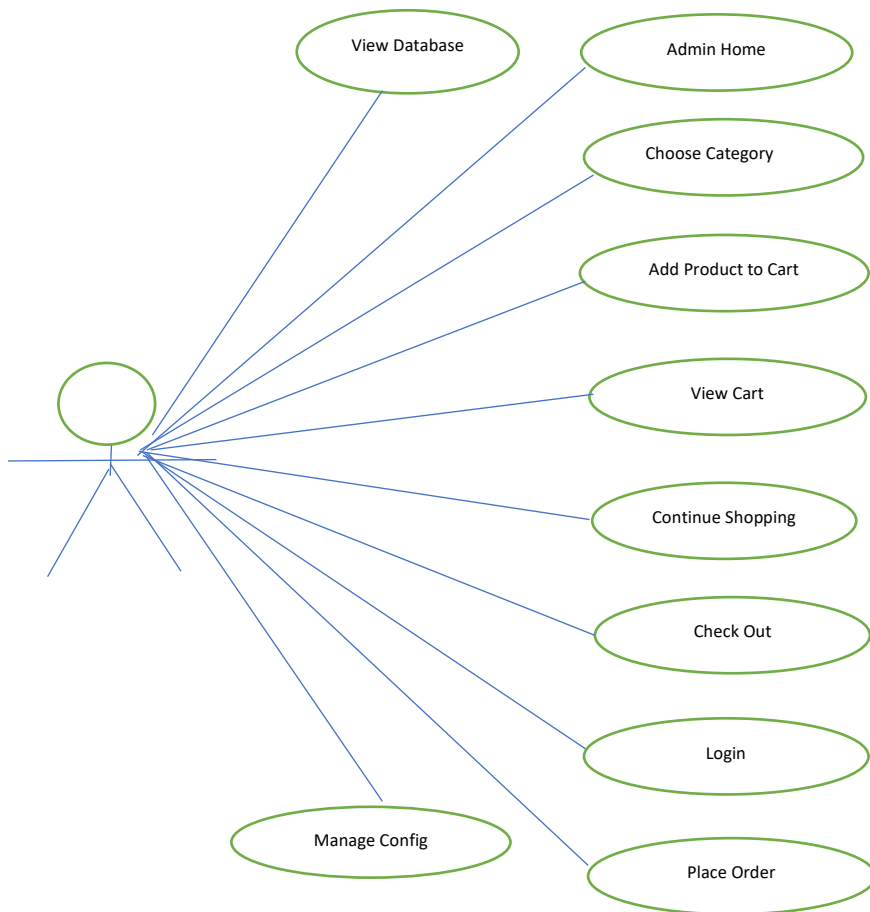 View Database
Admin Home
Choose Category
Add Product to Cart
View Cart
Continue Shopping
Check Out
Login
Manage Config
Place Order